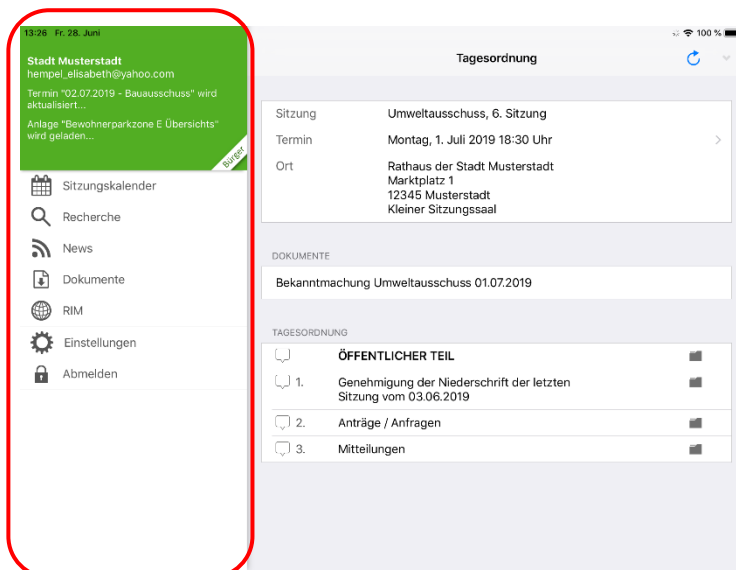 13:26 Fr. 28. Juni
100 %
Stadt Musterstadt
hempel_elisabeth@yahoo.com
Termin "02.07.2019 - Bauausschuss" wird
aktualisiert...
Anlage "Bewohnerparkzone E Übersichts"
wird geladen...
Bürger
Sitzungskalender
Recherche
News
Dokumente
RIM
Einstellungen
Abmelden
Tagesordnung
Sitzung Umweltausschuss, 6. Sitzung
Termin Montag, 1. Juli 2019 18:30 Uhr
Ort Rathaus der Stadt Musterstadt
Marktplatz 1
12345 Musterstadt
Kleiner Sitzungssaal
DOKUMENTE
Bekanntmachung Umweltausschuss 01.07.2019
TAGESORDNUNG
ÖFFENTLICHER TEIL
1. Genehmigung der Niederschrift der letzten
Sitzung vom 03.06.2019
2. Anträge / Anfragen
3. Mitteilungen